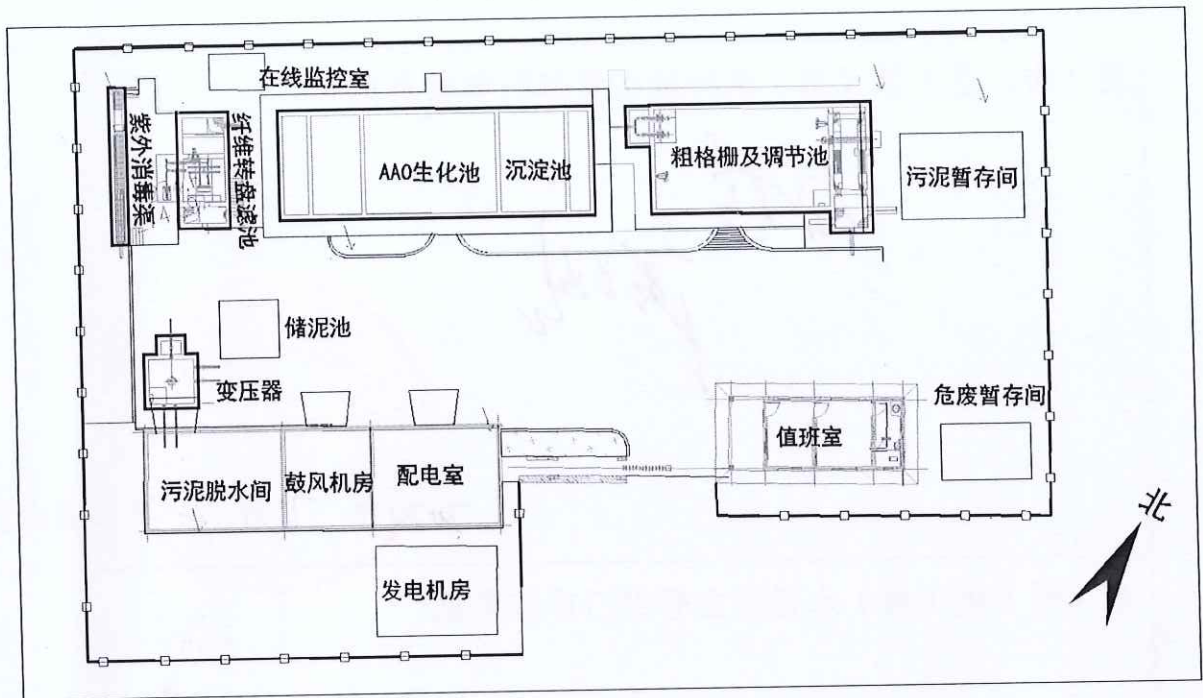 在线监控室
紫外消毒渠
纤维转盘滤池
AAO生化池
沉淀池
粗格栅及调节池
污泥暂存间
储泥池
变压器
危废暂存间
值班室
污泥脱水间
鼓风机房
配电室
发电机房
北